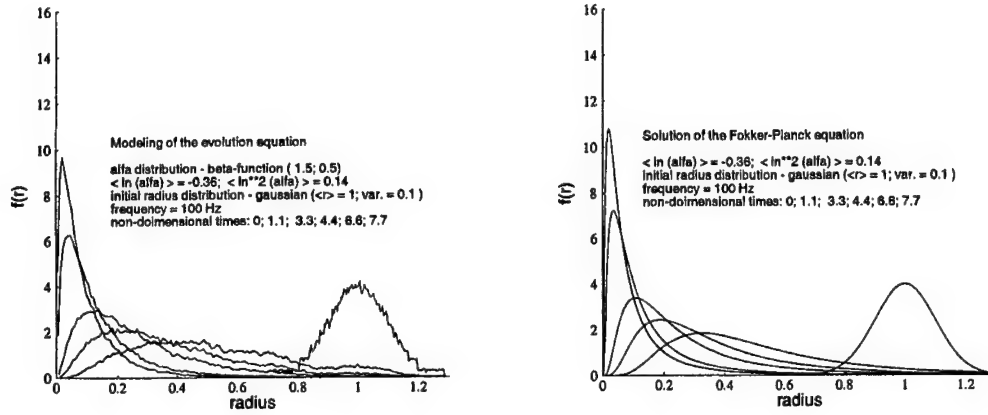 16
14
12
10
8
6
4
2
0
f(r)
Modeling of the evolution equation
alfa distribution - beta-function ( 1.5; 0.5)
< ln (alfa) > = -0.36; < ln**2 (alfa) > = 0.14
initial radius distribution - gaussian (<r> = 1; var. = 0.1 )
frequency = 100 Hz
non-doimensional times: 0; 1.1; 3.3; 4.4; 6.6; 7.7
0 0.2 0.4 0.6 0.8 1 1.2
radius
16
14
12
10
8
6
4
2
0
f(r)
Solution of the Fokker-Planck equation
< ln (alfa) > = -0.36; < ln**2 (alfa) > = 0.14
initial radius distribution - gaussian (<r> = 1; var. = 0.1 )
frequency = 100 Hz
non-doimensional times: 0; 1.1; 3.3; 4.4; 6.6; 7.7
0 0.2 0.4 0.6 0.8 1 1.2
radius